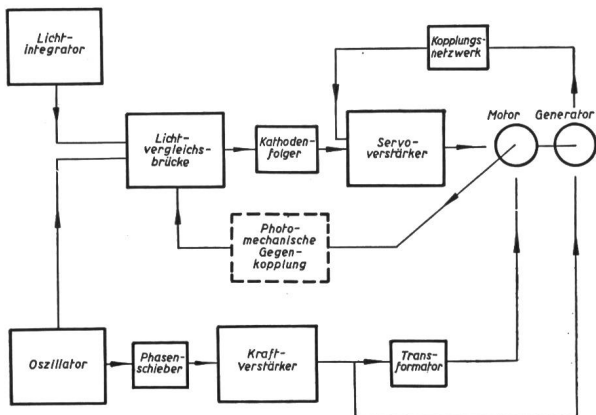 Licht-
integrator
Kopplungs-
netzwerk
Motor Generator
Licht-
vergleichs-
brücke
Kathoden-
folger
Servo-
verstärker
Photo-
mechanische
Gegen-
kopplung
Oszillator
Phasen-
schieber
Kraft-
verstärker
Trans-
formator